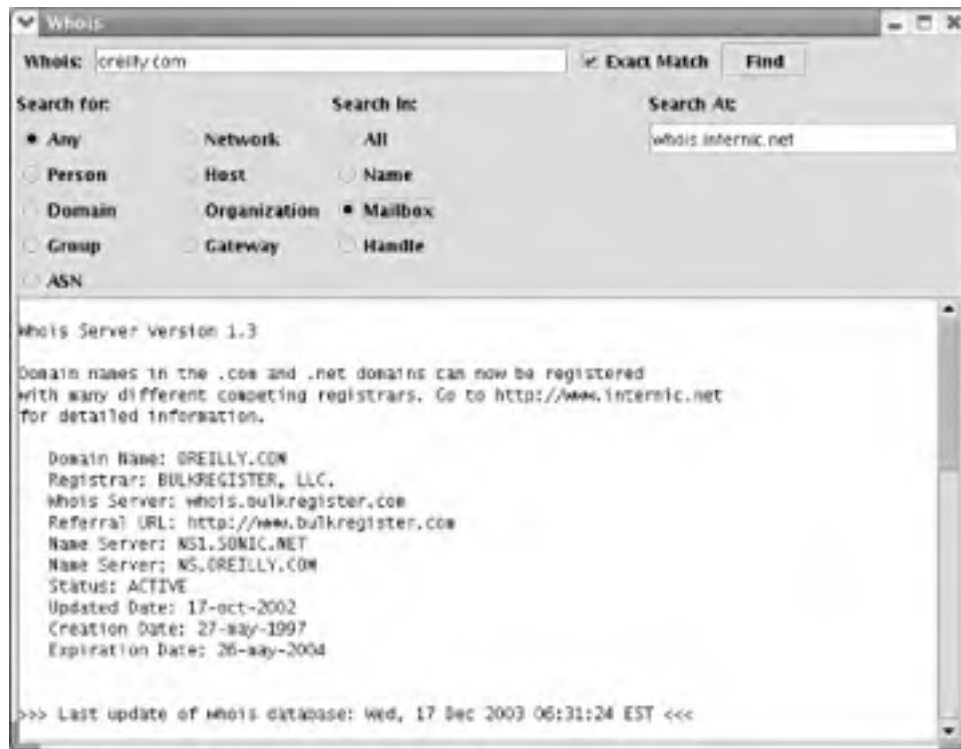 Whois
Whois: oreilly.com Exact Match Find
Search for: Search In: Search At:
Any Network All whois.internic.net
Person Host Name
Domain Organization Mailbox
Group Gateway Handle
ASN
Whois Server Version 1.3
Domain names in the .com and .net domains can now be registered
with many different competing registrars. Go to http://www.internic.net
for detailed information.
Domain Name: OREILLY.COM
Registrar: BULKREGISTER, LLC.
Whois Server: whois.bulkregister.com
Referral URL: http://www.bulkregister.com
Name Server: NS1.SONIC.NET
Name Server: NS.OREILLY.COM
Status: ACTIVE
Updated Date: 17-oct-2002
Creation Date: 27-may-1997
Expiration Date: 26-may-2004
>>> Last update of whois database: Wed, 17 Dec 2003 06:31:24 EST <<<